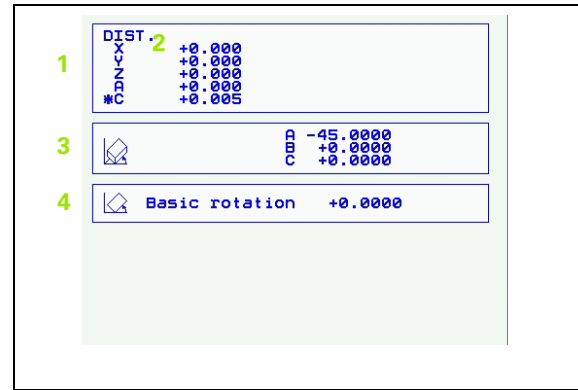 DIST. 2
X +0.000
1 Y +0.000
Z +0.000
A +0.000
*C +0.005
A -45.0000
3 B +0.0000
C +0.0000
4 Basic rotation +0.0000